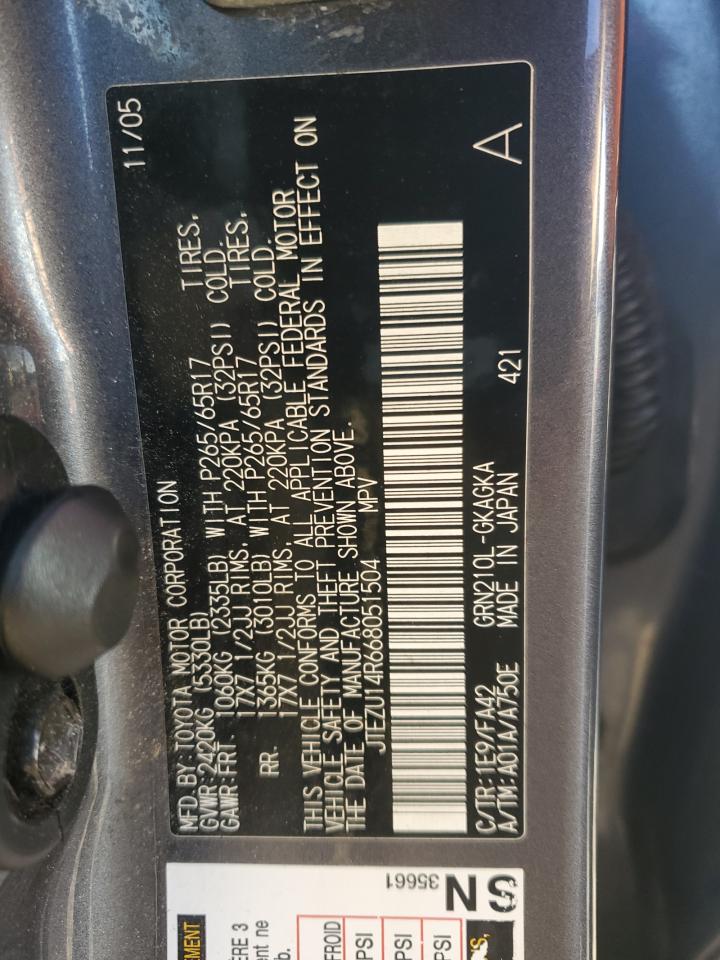 MFD.BY:TOYOTA MOTOR CORPORATION 11/05
GVWR:2420KG (5330LB)
GAWR:FRT. 1060KG (2335LB) WITH P265/65R17 TIRES,
17X7 1/2JJ RIMS, AT 220KPA (32PSI) COLD.
RR. 1365KG (3010LB) WITH P265/65R17 TIRES,
17X7 1/2JJ RIMS, AT 220KPA (32PSI) COLD.
THIS VEHICLE CONFORMS TO ALL APPLICABLE FEDERAL MOTOR
VEHICLE SAFETY AND THEFT PREVENTION STANDARDS IN EFFECT ON
THE DATE OF MANUFACTURE SHOWN ABOVE.
JTEZU14R668051504 MPV
C/TR:1E9/FA42 GRN210L-GKAGKA 421 A
A/TM:A01A/A750E MADE IN JAPAN
35661
N
FROID
PSI
PSI
PSI